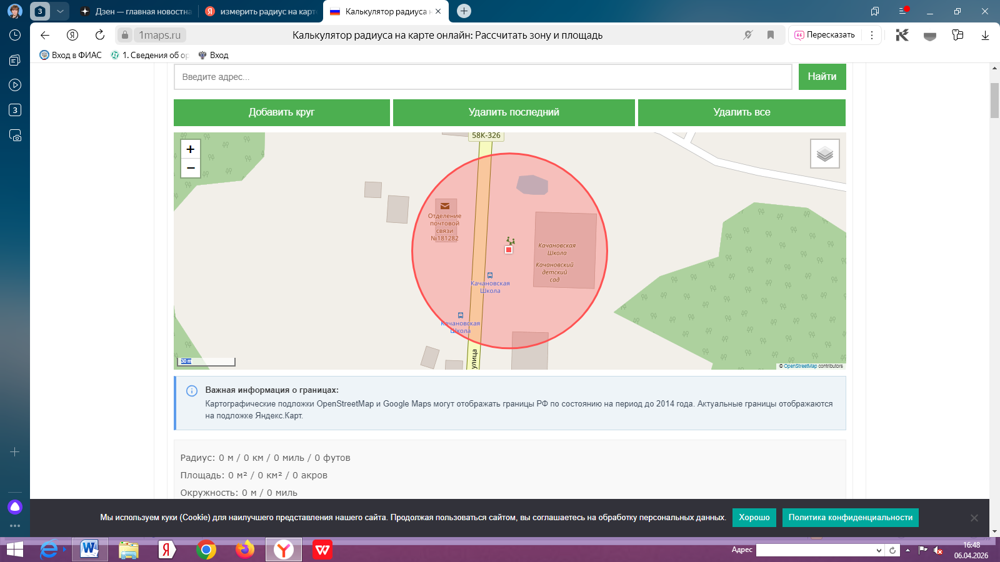 3
Дзен — главная новостна
измерить радиус на карт
Калькулятор радиуса н
1maps.ru
Калькулятор радиуса на карте онлайн: Рассчитать зону и площадь
Пересказать
Вход в ФИАС
1. Сведения об ор
Вход
3
Введите адрес...
Найти
Добавить круг
Удалить последний
Удалить все
58К-326
+
−
Отделение
почтовой
связи
№181282
Качановская
Школа
Качановский
детский
сад
Качановская
Школа
Качановская
Школа
улица
30 m
© OpenStreetMap contributors
Важная информация о границах:
Картографические подложки OpenStreetMap и Google Maps могут отображать границы РФ по состоянию на период до 2014 года. Актуальные границы отображаются
на подложке Яндекс.Карт.
Радиус: 0 м / 0 км / 0 миль / 0 футов
Площадь: 0 м² / 0 км² / 0 акров
Окружность: 0 м / 0 миль
Мы используем куки (Cookie) для наилучшего представления нашего сайта. Продолжая пользоваться сайтом, вы соглашаетесь на обработку персональных данных.
Хорошо
Политика конфиденциальности
Адрес
16:48
06.04.2026